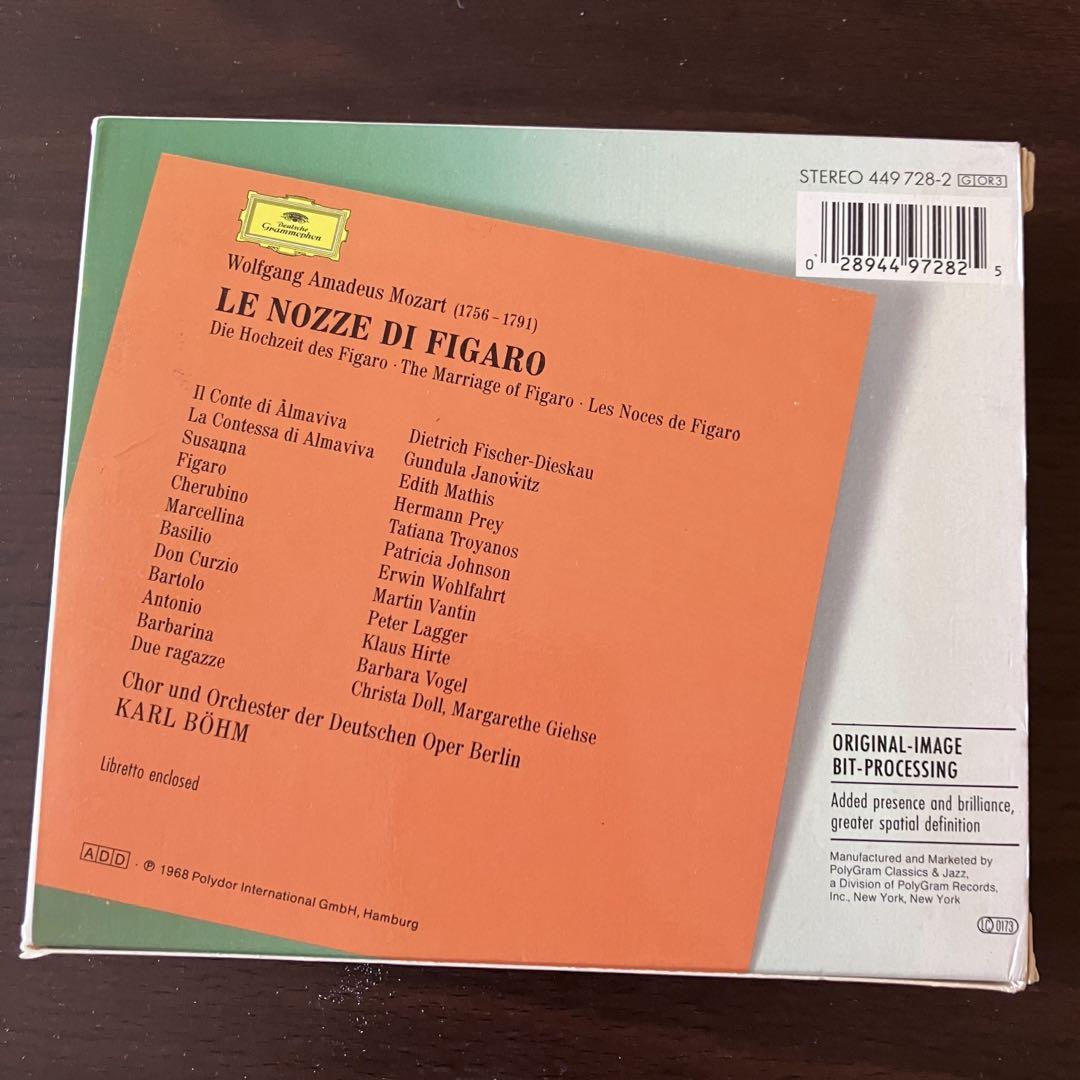 STEREO 449 728-2 G OR3
0 28944 97282 5
Deutsche
Grammophon
Wolfgang Amadeus Mozart (1756–1791)
LE NOZZE DI FIGARO
Die Hochzeit des Figaro · The Marriage of Figaro · Les Noces de Figaro
Il Conte di Almaviva Dietrich Fischer-Dieskau
La Contessa di Almaviva Gundula Janowitz
Susanna Edith Mathis
Figaro Hermann Prey
Cherubino Tatiana Troyanos
Marcellina Patricia Johnson
Basilio Erwin Wohlfahrt
Don Curzio Martin Vantin
Bartolo Peter Lagger
Antonio Klaus Hirte
Barbarina Barbara Vogel
Due ragazze Christa Doll, Margarethe Giehse
Chor und Orchester der Deutschen Oper Berlin
KARL BÖHM
Libretto enclosed
ADD · ℗ 1968 Polydor International GmbH, Hamburg
ORIGINAL-IMAGE
BIT-PROCESSING
Added presence and brilliance,
greater spatial definition
Manufactured and Marketed by
PolyGram Classics & Jazz,
a Division of PolyGram Records,
Inc., New York, New York
LC 0173